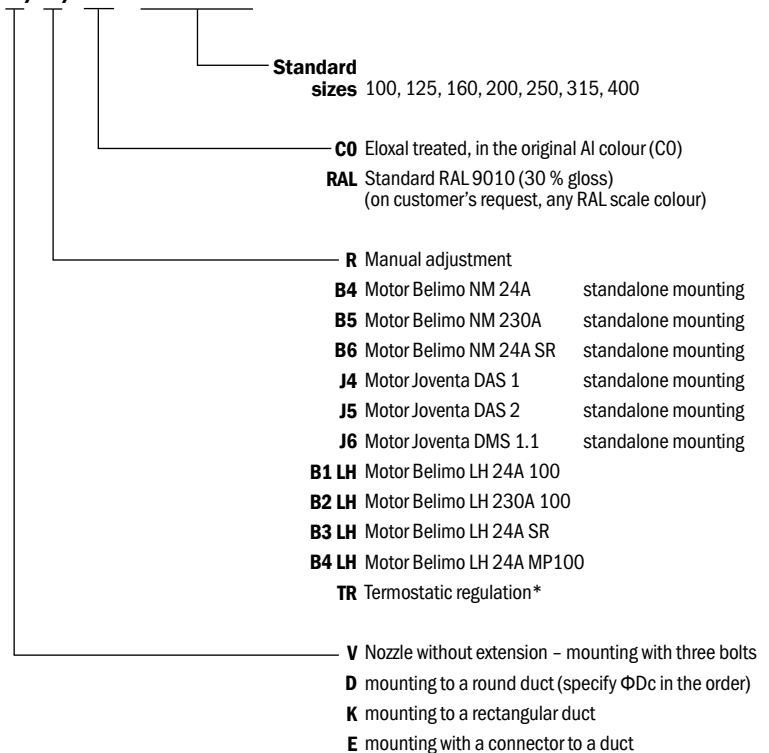 Standard
sizes 100, 125, 160, 200, 250, 315, 400
C0 Eloxal treated, in the original Al colour (C0)
RAL Standard RAL 9010 (30 % gloss)
(on customer's request, any RAL scale colour)
R Manual adjustment
B4 Motor Belimo NM 24A standalone mounting
B5 Motor Belimo NM 230A standalone mounting
B6 Motor Belimo NM 24A SR standalone mounting
J4 Motor Joventa DAS 1 standalone mounting
J5 Motor Joventa DAS 2 standalone mounting
J6 Motor Joventa DMS 1.1 standalone mounting
B1 LH Motor Belimo LH 24A 100
B2 LH Motor Belimo LH 230A 100
B3 LH Motor Belimo LH 24A SR
B4 LH Motor Belimo LH 24A MP100
TR Termostatic regulation*
V Nozzle without extension – mounting with three bolts
D mounting to a round duct (specify ΦDc in the order)
K mounting to a rectangular duct
E mounting with a connector to a duct